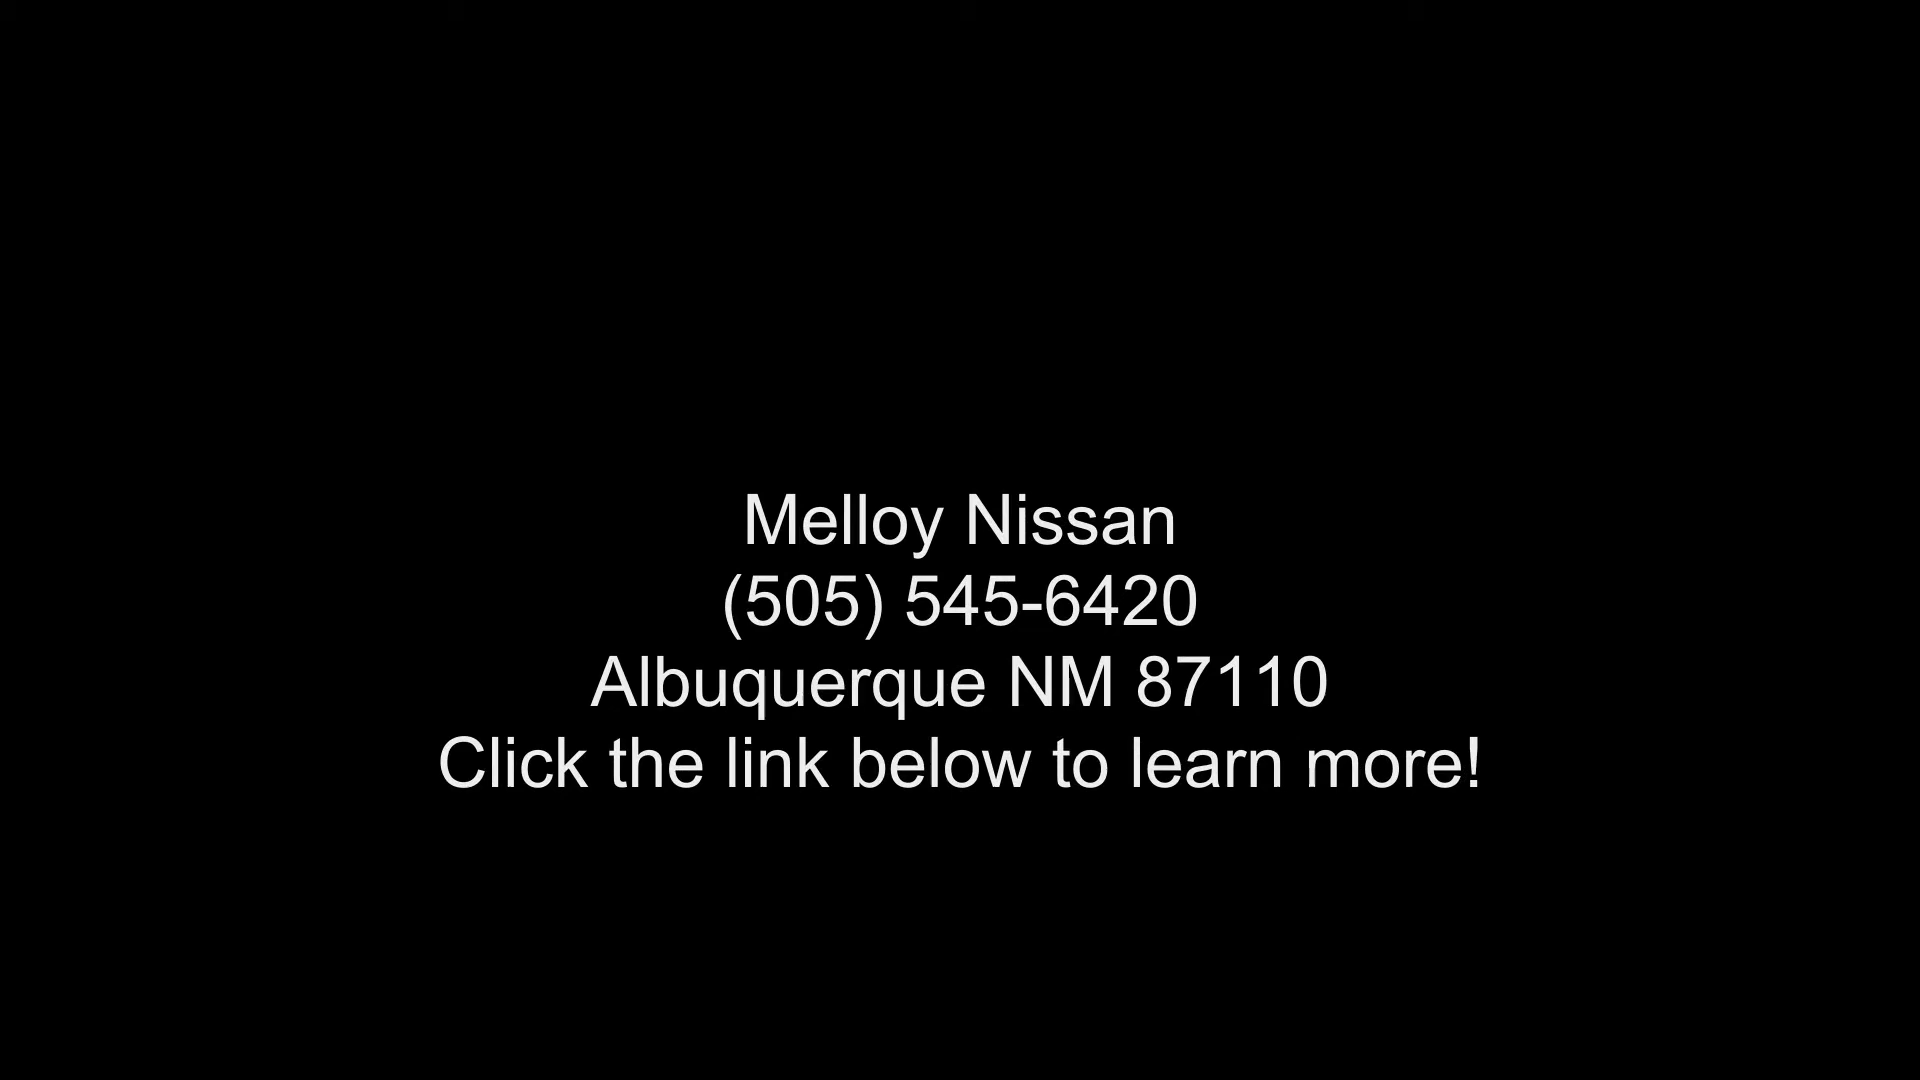 Melloy Nissan
(505) 545-6420
Albuquerque NM 87110
Click the link below to learn more!